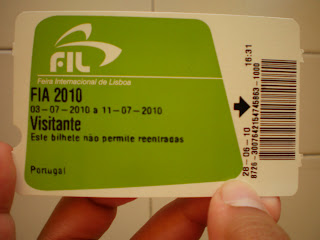 FIL
Feira Internacional de Lisboa
FIA 2010
03-07-2010 a 11-07-2010
Visitante
Este bilhete não permite reentradas
Portugal
28-06-10 16:31